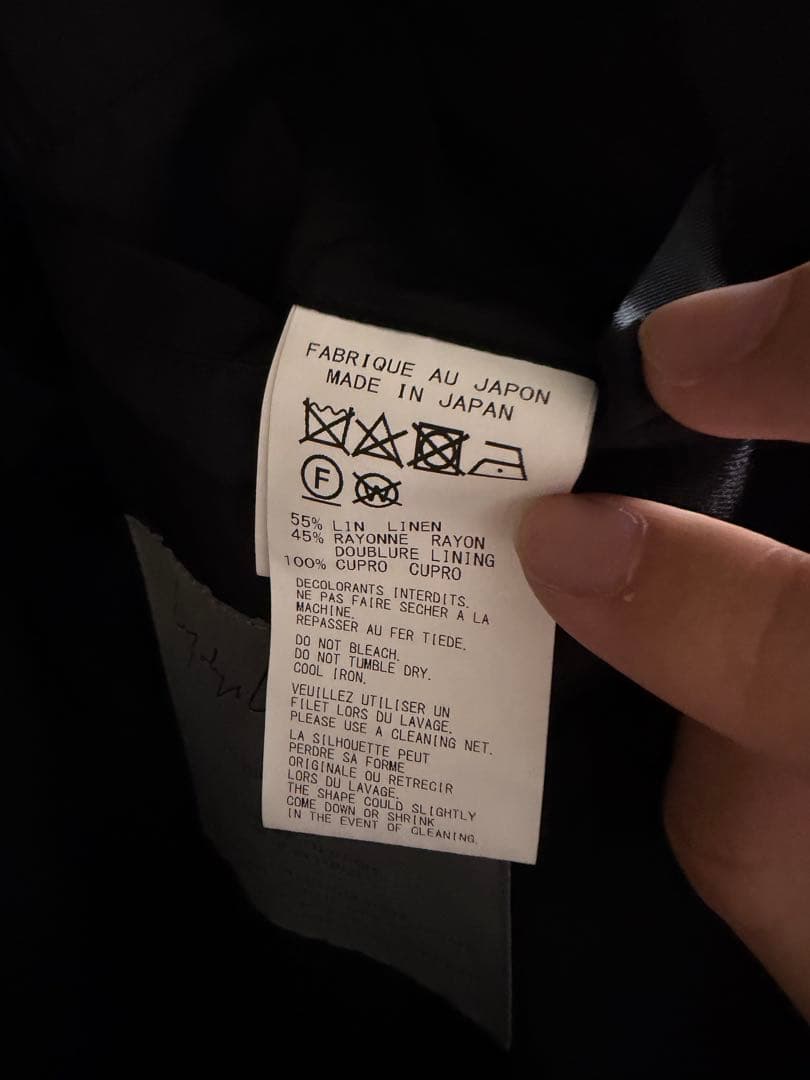 FABRIQUE AU JAPON
MADE IN JAPAN
F W
55% LIN LINEN
45% RAYONNE RAYON
DOUBLURE LINING
100% CUPRO CUPRO
DECOLORANTS INTERDITS.
NE PAS FAIRE SECHER A LA
MACHINE.
REPASSER AU FER TIEDE.
DO NOT BLEACH.
DO NOT TUMBLE DRY.
COOL IRON.
VEUILLEZ UTILISER UN
FILET LORS DU LAVAGE.
PLEASE USE A CLEANING NET.
LA SILHOUETTE PEUT
PERDRE SA FORME
ORIGINALE OU RETRECIR
LORS DU LAVAGE.
THE SHAPE COULD SLIGHTLY
COME DOWN OR SHRINK
IN THE EVENT OF CLEANING.